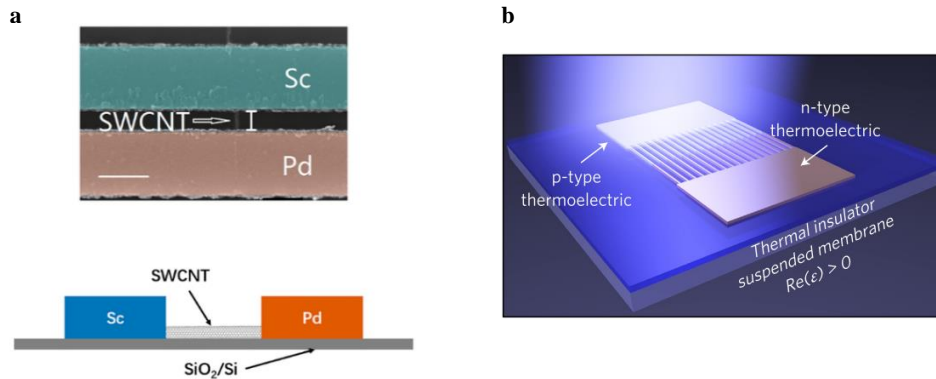 a
Sc
SWCNT
Pd
SWCNT
Sc
Pd
SiO2/Si
b
n-type
thermoelectric
p-type
thermoelectric
Thermal insulator
suspended membrane
Re(ε) > 0